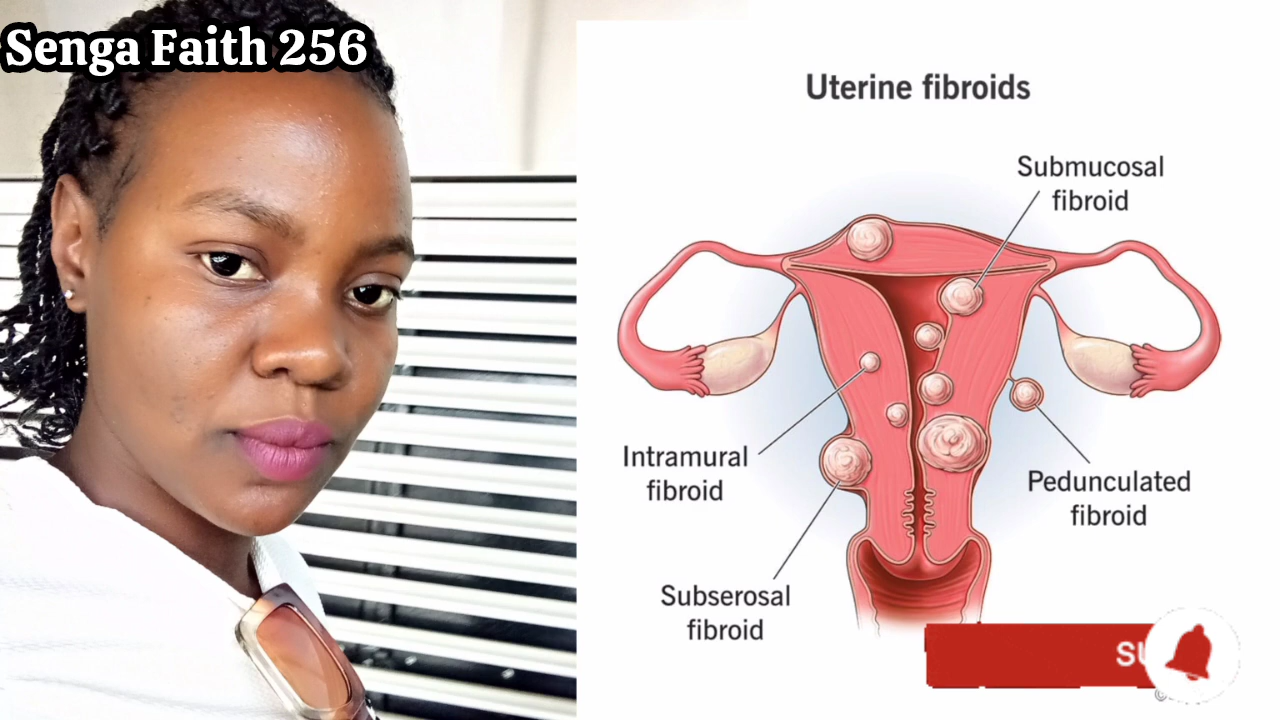 Senga Faith 256
Uterine fibroids
Submucosal
fibroid
Intramural
fibroid
Pedunculated
fibroid
Subserosal
fibroid